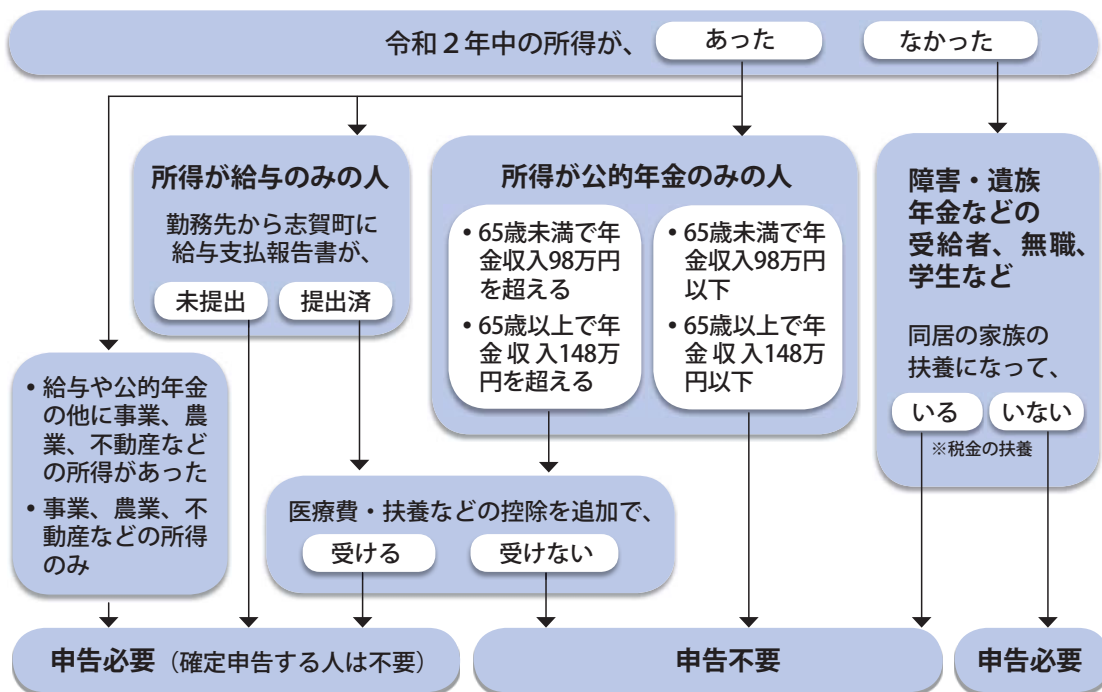 令和２年中の所得が、 あった なかった
所得が給与のみの人
勤務先から志賀町に
給与支払報告書が、
未提出 提出済
所得が公的年金のみの人
• 65歳未満で年
金収入98万円
を超える
• 65歳以上で年
金収入148万
円を超える
• 65歳未満で年
金収入98万円
以下
• 65歳以上で年
金収入148万
円以下
障害・遺族
年金などの
受給者、無職、
学生など
同居の家族の
扶養になって、
いる いない
※税金の扶養
• 給与や公的年金
の他に事業、農
業、不動産など
の所得があった
• 事業、農業、不
動産などの所得
のみ
医療費・扶養などの控除を追加で、
受ける 受けない
申告必要（確定申告する人は不要）
申告不要
申告必要